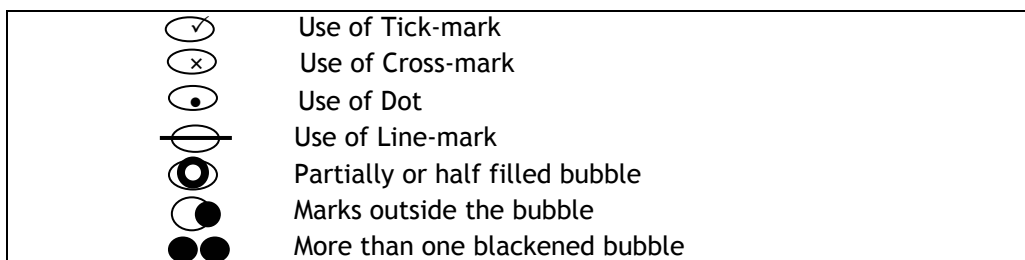 Use of Tick-mark
Use of Cross-mark
Use of Dot
Use of Line-mark
Partially or half filled bubble
Marks outside the bubble
More than one blackened bubble